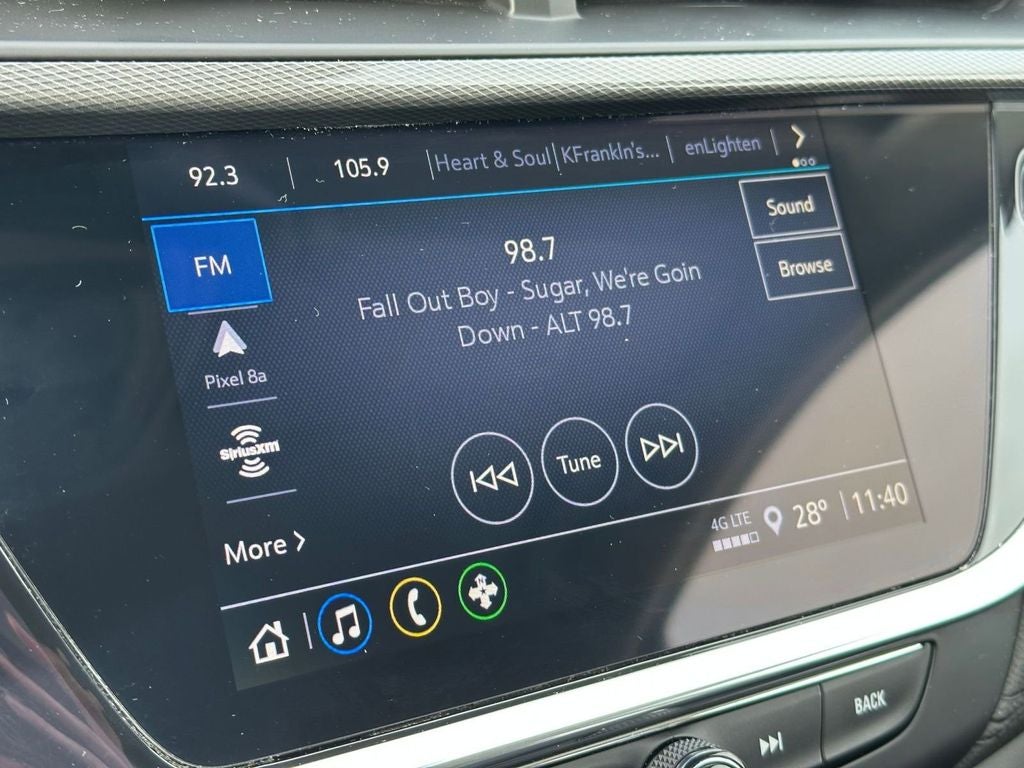 92.3
105.9
Heart & Soul
KFrankln's...
enLighten
FM
98.7
Fall Out Boy - Sugar, We're Goin
Down - ALT 98.7
Sound
Browse
Pixel 8a
SiriusXM
Tune
More
4G LTE
28°
11:40
N
BACK